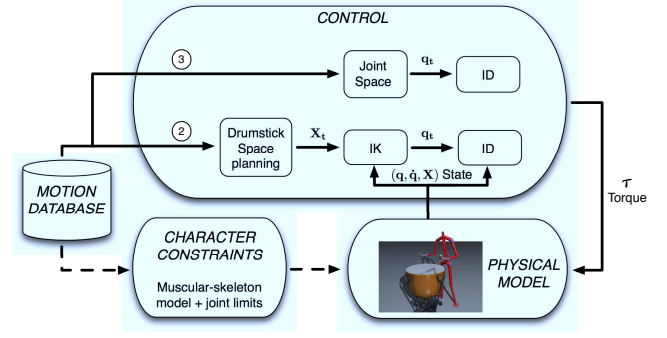 CONTROL
3
Joint
Space
q_t
ID
2
Drumstick
Space
planning
X_t
IK
q_t
ID
(q, q̇, X) State
MOTION
DATABASE
τ
Torque
CHARACTER
CONSTRAINTS
Muscular-skeleton
model + joint limits
PHYSICAL
MODEL